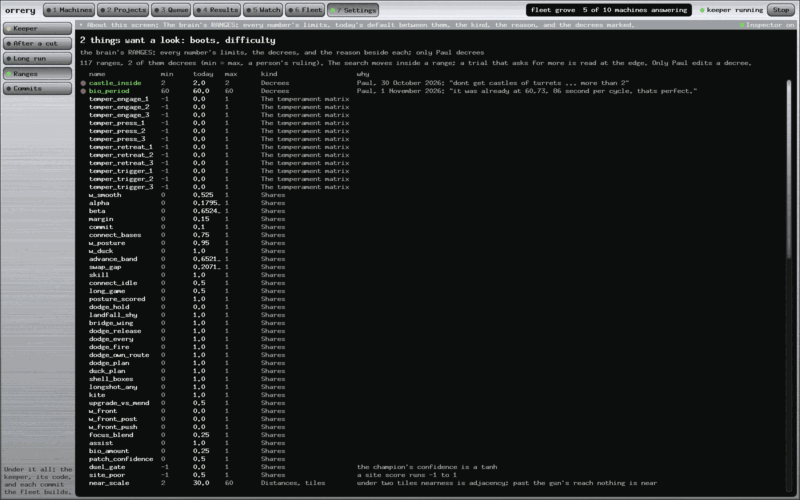 orrery
1 Machines
2 Projects
3 Queue
4 Results
5 Watch
6 Fleet
7 Settings
fleet grove 5 of 10 machines answering
keeper running
Stop
Keeper
After a cut
Long run
Ranges
Commits
• About this screen: The brain's RANGES: every number's limits, today's default between them, the kind, the reason, and the decrees marked.
Inspector on
2 things want a look: boots, difficulty
the brain's RANGES: every number's limits, the decrees, and the reason beside each; only Paul decrees
117 ranges, 2 of them decrees (min = max, a person's ruling). The search moves inside a range; a trial that asks for more is read at the edge. Only Paul edits a decree.
name min today max kind why
castle_inside 2 2.0 2 Decrees Paul, 30 October 2026: "dont get castles of turrets ... more than 2"
bio_period 60 60.0 60 Decrees Paul, 1 November 2026: "it was already at 60.73, 86 second per cycle, thats perfect."
temper_engage_1 -1 0.0 1 The temperament matrix
temper_engage_2 -1 0.0 1 The temperament matrix
temper_engage_3 -1 0.0 1 The temperament matrix
temper_press_1 -1 0.0 1 The temperament matrix
temper_press_2 -1 0.0 1 The temperament matrix
temper_press_3 -1 0.0 1 The temperament matrix
temper_retreat_1 -1 0.0 1 The temperament matrix
temper_retreat_2 -1 0.0 1 The temperament matrix
temper_retreat_3 -1 0.0 1 The temperament matrix
temper_trigger_1 -1 0.0 1 The temperament matrix
temper_trigger_2 -1 0.0 1 The temperament matrix
temper_trigger_3 -1 0.0 1 The temperament matrix
w_smooth 0 0.525 1 Shares
alpha 0 0.1795… 1 Shares
beta 0 0.6524… 1 Shares
margin 0 0.15 1 Shares
commit 0 0.1 1 Shares
connect_bases 0 0.75 1 Shares
w_posture 0 0.95 1 Shares
w_duck 0 1.0 1 Shares
advance_band 0 0.6521… 1 Shares
swap_gap 0 0.2071… 1 Shares
skill 0 1.0 1 Shares
connect_idle 0 0.5 1 Shares
long_game 0 0.5 1 Shares
posture_scored 0 1.0 1 Shares
dodge_hold 0 0.0 1 Shares
landfall_shy 0 0.0 1 Shares
bridge_wing 0 1.0 1 Shares
dodge_release 0 1.0 1 Shares
dodge_every 0 1.0 1 Shares
dodge_fire 0 1.0 1 Shares
dodge_own_route 0 1.0 1 Shares
dodge_plan 0 1.0 1 Shares
duck_plan 0 1.0 1 Shares
shell_boxes 0 1.0 1 Shares
longshot_any 0 1.0 1 Shares
kite 0 1.0 1 Shares
upgrade_vs_mend 0 0.5 1 Shares
w_front 0 0.0 1 Shares
w_front_post 0 0.0 1 Shares
w_front_push 0 0.0 1 Shares
focus_blend 0 0.25 1 Shares
assist 0 1.0 1 Shares
bio_amount 0 0.25 1 Shares
patch_confidence 0 0.5 1 Shares
duel_gate -1 0.0 1 Shares the champion's confidence is a tanh
site_poor -1 0.5 1 Shares a site score runs -1 to 1
near_scale 2 30.0 60 Distances, tiles under two tiles nearness is adjacency; past the gun's reach nothing is near
Under it all: the
keeper, its code,
and each commit
the fleet builds.